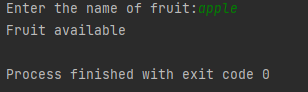 Enter the name of fruit:apple
Fruit available
Process finished with exit code 0